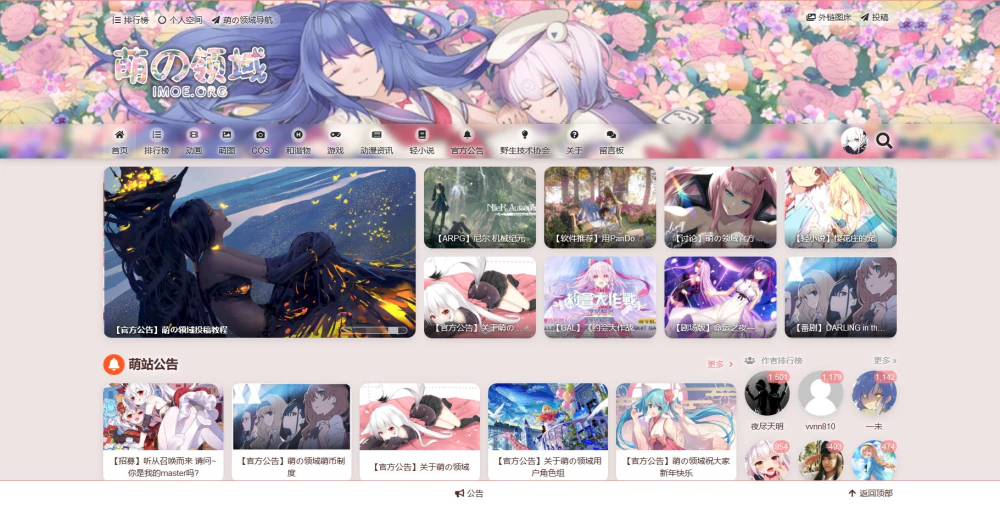 排行榜 个人空间 萌の领域导航
外链图床 投稿
萌の领域
IMOE.ORG
首页 排行榜 动画 萌图 COS 和谐物 游戏 动漫资讯 轻小说 官方公告 野生技术协会 关于 留言板
【官方公告】萌の领域投稿教程
【ARPG】尼尔:机械纪元
【软件推荐】用PanDo...
【讨论】萌の领域官方...
【轻小说】樱花庄的宠...
【官方公告】关于萌の...
【GAL】《约会大作战...
【剧场版】命运之夜—...
【番剧】DARLING in th...
约会大作战
萌站公告
更多
作者排行榜
更多 »
【招募】听从召唤而来 请问~
你是我的master吗?
【官方公告】萌の领域萌币制
度
【官方公告】关于萌の领域
【官方公告】关于萌の领域用
户角色组
【官方公告】萌の领域祝大家
新年快乐
1,501
1,179
1,142
夜尽天明
vvnn810
一未
854
493
474
公告
返回顶部